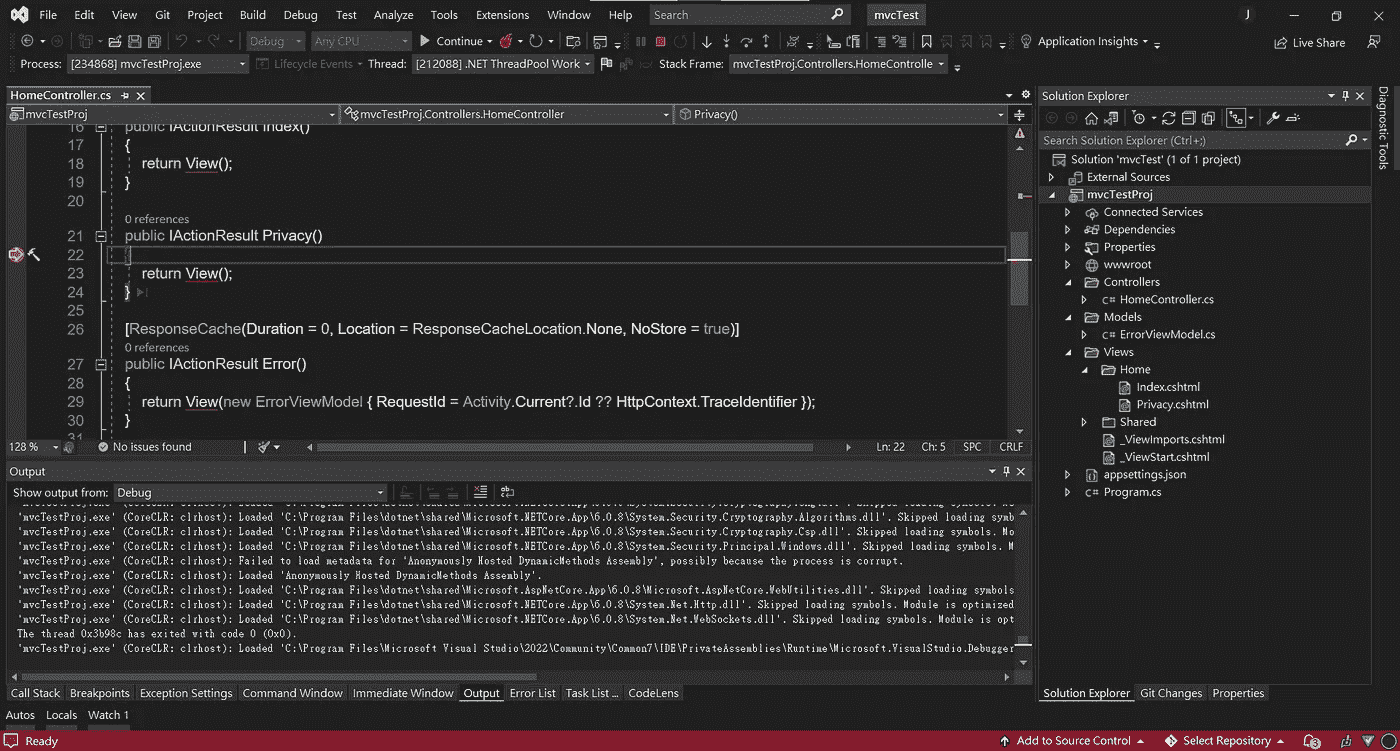 File Edit View Git Project Build Debug Test Analyze Tools Extensions Window Help Search mvcTest J
Debug Any CPU Continue Application Insights Live Share
Process: [234868] mvcTestProj.exe Lifecycle Events Thread: [212088] .NET ThreadPool Work Stack Frame: mvcTestProj.Controllers.HomeControlle
HomeController.cs
mvcTestProj mvcTestProj.Controllers.HomeController Privacy()
16 public IActionResult Index()
17 {
18 return View();
19 }
20
0 references
21 public IActionResult Privacy()
22 {
23 return View();
24 }
25
26 [ResponseCache(Duration = 0, Location = ResponseCacheLocation.None, NoStore = true)]
0 references
27 public IActionResult Error()
28 {
29 return View(new ErrorViewModel { RequestId = Activity.Current?.Id ?? HttpContext.TraceIdentifier });
30 }
31
128 % No issues found Ln: 22 Ch: 5 SPC CRLF
Output
Show output from: Debug
'mvcTestProj.exe' (CoreCLR: clrhost): Loaded 'C:\Program Files\dotnet\shared\Microsoft.NETCore.App\6.0.8\System.Security.Cryptography.Algorithms.dll'. Skipped loading symb
'mvcTestProj.exe' (CoreCLR: clrhost): Loaded 'C:\Program Files\dotnet\shared\Microsoft.NETCore.App\6.0.8\System.Security.Cryptography.Csp.dll'. Skipped loading symbols. Mo
'mvcTestProj.exe' (CoreCLR: clrhost): Loaded 'C:\Program Files\dotnet\shared\Microsoft.NETCore.App\6.0.8\System.Security.Principal.Windows.dll'. Skipped loading symbols. M
'mvcTestProj.exe' (CoreCLR: clrhost): Failed to load metadata for 'Anonymously Hosted DynamicMethods Assembly', possibly because the process is corrupt.
'mvcTestProj.exe' (CoreCLR: clrhost): Loaded 'Anonymously Hosted DynamicMethods Assembly'.
'mvcTestProj.exe' (CoreCLR: clrhost): Loaded 'C:\Program Files\dotnet\shared\Microsoft.AspNetCore.App\6.0.8\Microsoft.AspNetCore.WebUtilities.dll'. Skipped loading symbols
'mvcTestProj.exe' (CoreCLR: clrhost): Loaded 'C:\Program Files\dotnet\shared\Microsoft.NETCore.App\6.0.8\System.Net.Http.dll'. Skipped loading symbols. Module is optimized
'mvcTestProj.exe' (CoreCLR: clrhost): Loaded 'C:\Program Files\dotnet\shared\Microsoft.NETCore.App\6.0.8\System.Net.WebSockets.dll'. Skipped loading symbols. Module is opt
The thread 0x3b98c has exited with code 0 (0x0).
'mvcTestProj.exe' (CoreCLR: clrhost): Loaded 'C:\Program Files\Microsoft Visual Studio\2022\Community\Common7\IDE\PrivateAssemblies\Runtime\Microsoft.VisualStudio.Debugger
Call Stack Breakpoints Exception Settings Command Window Immediate Window Output Error List Task List ... CodeLens
Autos Locals Watch 1
Solution Explorer
Search Solution Explorer (Ctrl+;)
Solution 'mvcTest' (1 of 1 project)
External Sources
mvcTestProj
Connected Services
Dependencies
Properties
wwwroot
Controllers
C# HomeController.cs
Models
C# ErrorViewModel.cs
Views
Home
Index.cshtml
Privacy.cshtml
Shared
_ViewImports.cshtml
_ViewStart.cshtml
appsettings.json
C# Program.cs
Solution Explorer Git Changes Properties
Diagnostic Tools
Ready Add to Source Control Select Repository 3